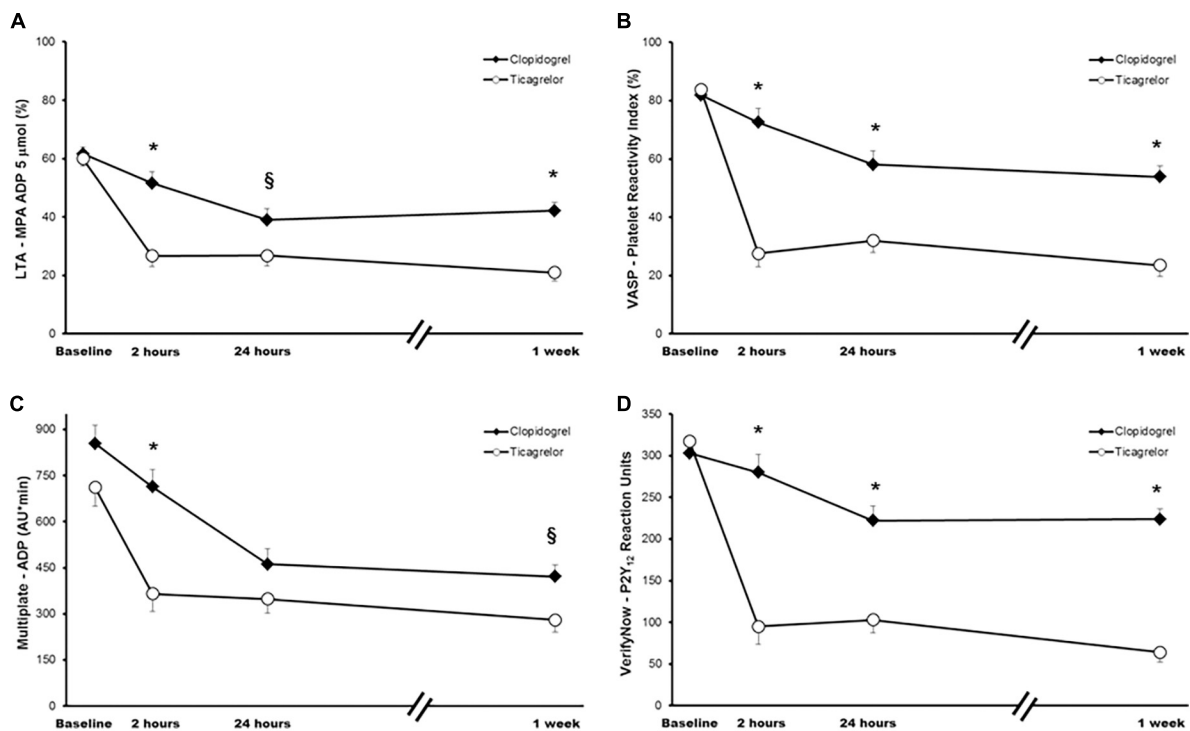 A
LTA - MPA ADP 5 μmol (%)
100
80
60
40
20
0
Clopidogrel
Ticagrelor
*
§
*
Baseline 2 hours 24 hours 1 week
B
VASP - Platelet Reactivity Index (%)
100
80
60
40
20
0
Clopidogrel
Ticagrelor
*
*
*
Baseline 2 hours 24 hours 1 week
C
Multiplate - ADP (AU*min)
900
750
600
450
300
150
0
Clopidogrel
Ticagrelor
*
§
Baseline 2 hours 24 hours 1 week
D
VerifyNow - P2Y12 Reaction Units
350
300
250
200
150
100
50
0
Clopidogrel
Ticagrelor
*
*
*
Baseline 2 hours 24 hours 1 week